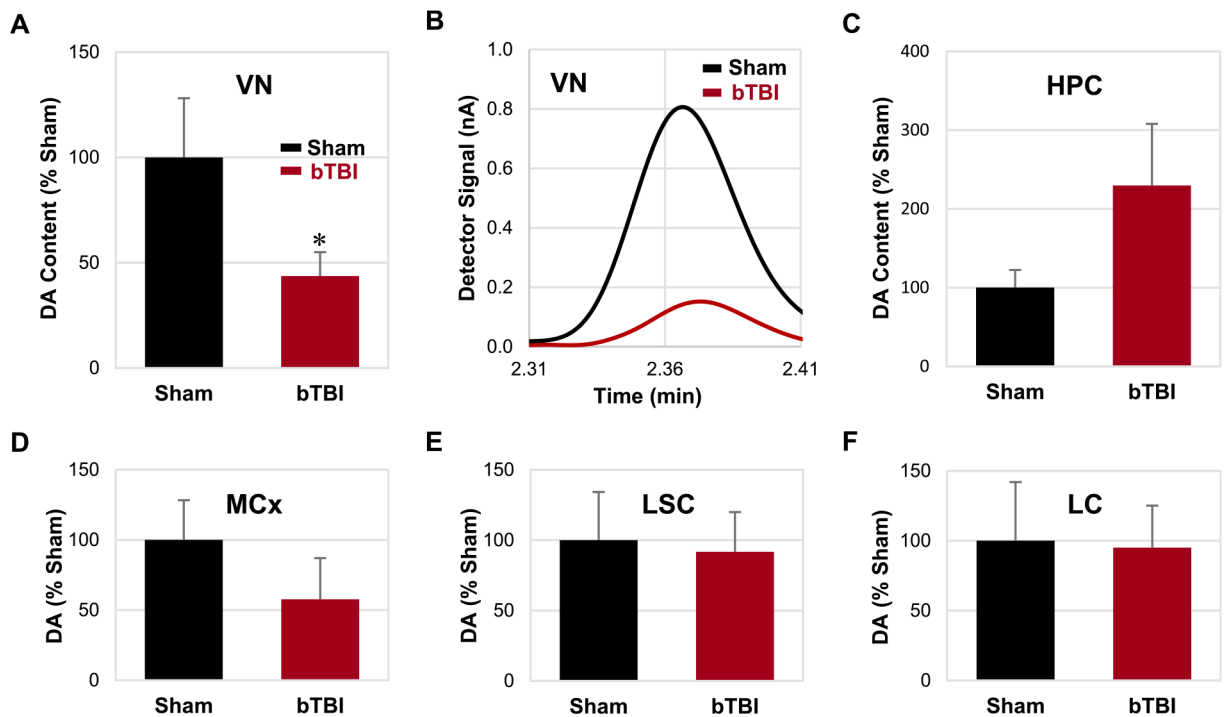 A
DA Content (% Sham)
150
100
50
0
VN
Sham
bTBI
*
Sham
bTBI
B
Detector Signal (nA)
1.0
0.8
0.6
0.4
0.2
0.0
VN
Sham
bTBI
2.31
2.36
2.41
Time (min)
C
DA Content (% Sham)
400
300
200
100
0
HPC
Sham
bTBI
D
DA (% Sham)
150
100
50
0
MCx
Sham
bTBI
E
DA (% Sham)
150
100
50
0
LSC
Sham
bTBI
F
DA (% Sham)
150
100
50
0
LC
Sham
bTBI